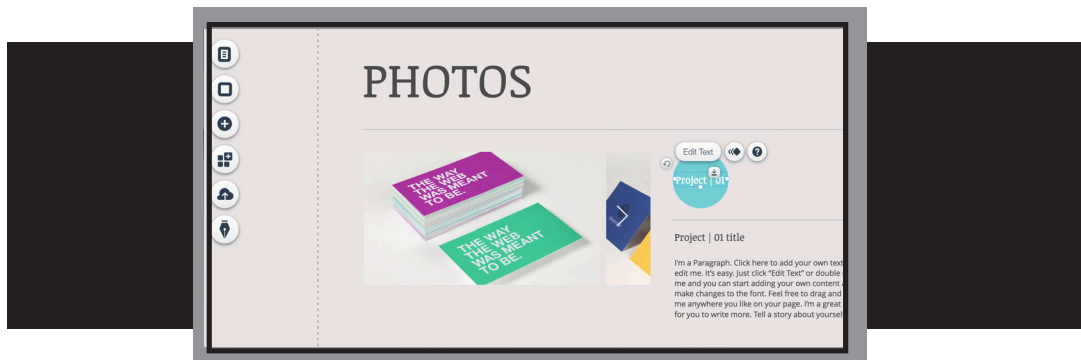 PHOTOS
THE WAY
THE WEB
WAS MEANT
TO BE.
THE WAY
THE WEB
WAS MEANT
TO BE.
Edit Text
Project | 01
Project | 01 title
I'm a Paragraph. Click here to add your own text
edit me. It's easy. Just click "Edit Text" or double
me and you can start adding your own content
make changes to the font. Feel free to drag and
me anywhere you like on your page. I'm a great
for you to write more. Tell a story about yoursel